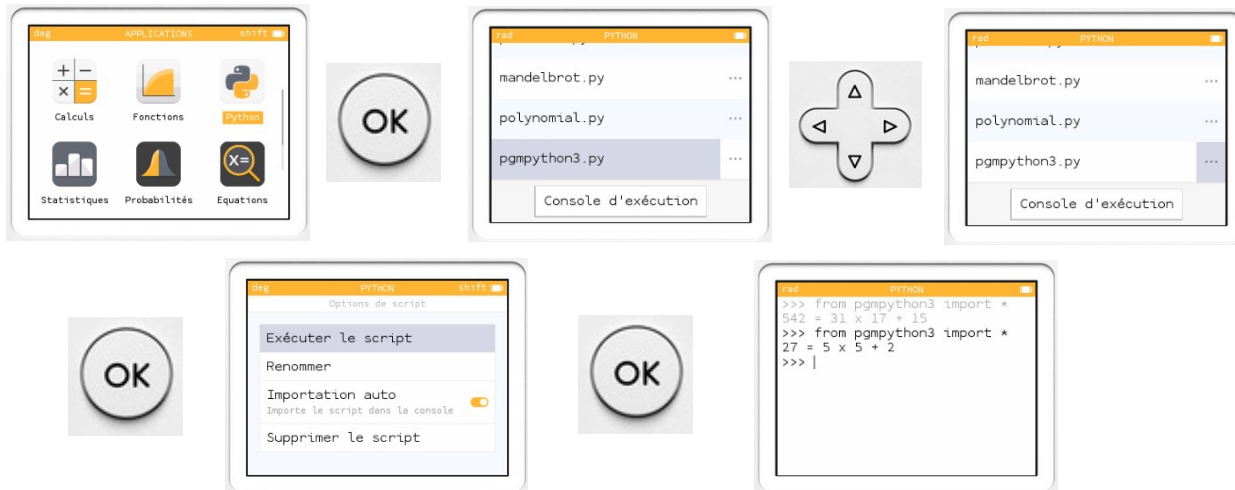 deg APPLICATIONS shift
Calculs Fonctions Python
Statistiques Probabilités Equations
OK
rad PYTHON
mandelbrot.py ...
polynomial.py ...
pgmpython3.py ...
Console d'exécution
rad PYTHON
mandelbrot.py ...
polynomial.py ...
pgmpython3.py ...
Console d'exécution
OK
deg PYTHON shift
Options de script
Exécuter le script
Renommer
Importation auto
Importe le script dans la console
Supprimer le script
OK
rad PYTHON
>>> from pgmpython3 import *
542 = 31 x 17 + 15
>>> from pgmpython3 import *
27 = 5 x 5 + 2
>>> |